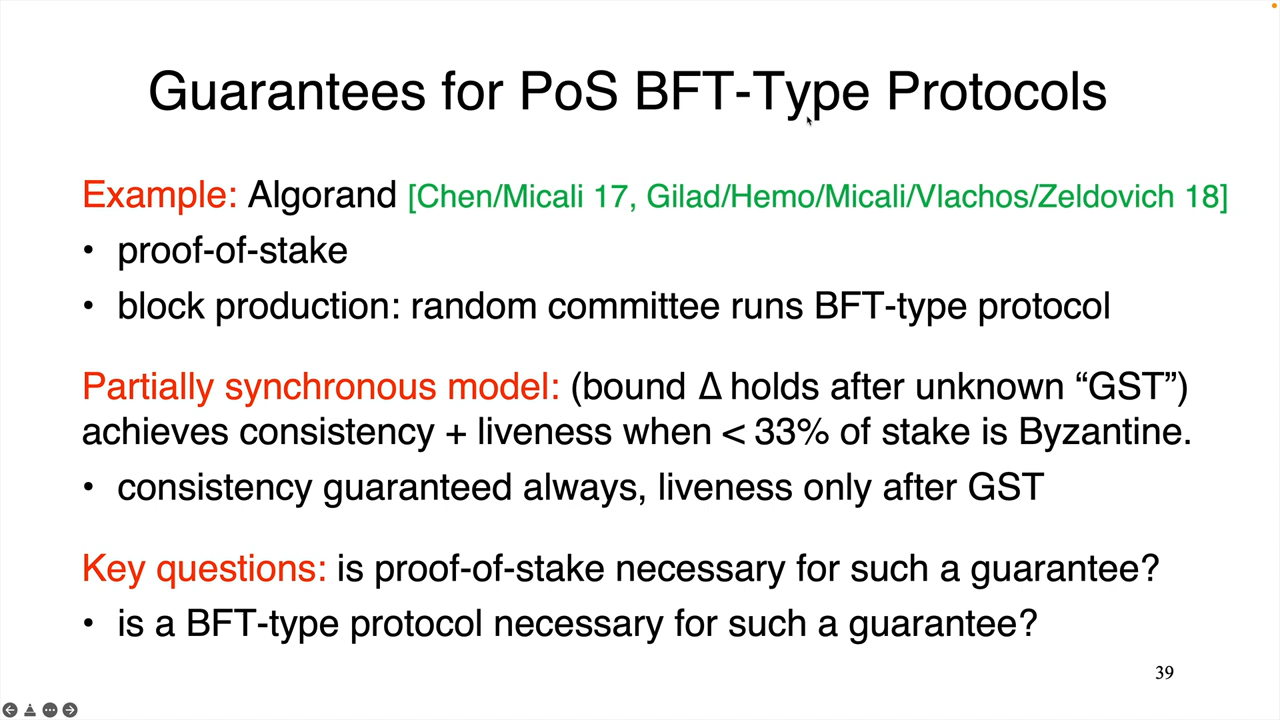 Guarantees for PoS BFT-Type Protocols
Example: Algorand [Chen/Micali 17, Gilad/Hemo/Micali/Vlachos/Zeldovich 18]
• proof-of-stake
• block production: random committee runs BFT-type protocol
Partially synchronous model: (bound Δ holds after unknown “GST”)
achieves consistency + liveness when < 33% of stake is Byzantine.
• consistency guaranteed always, liveness only after GST
Key questions: is proof-of-stake necessary for such a guarantee?
• is a BFT-type protocol necessary for such a guarantee?
39